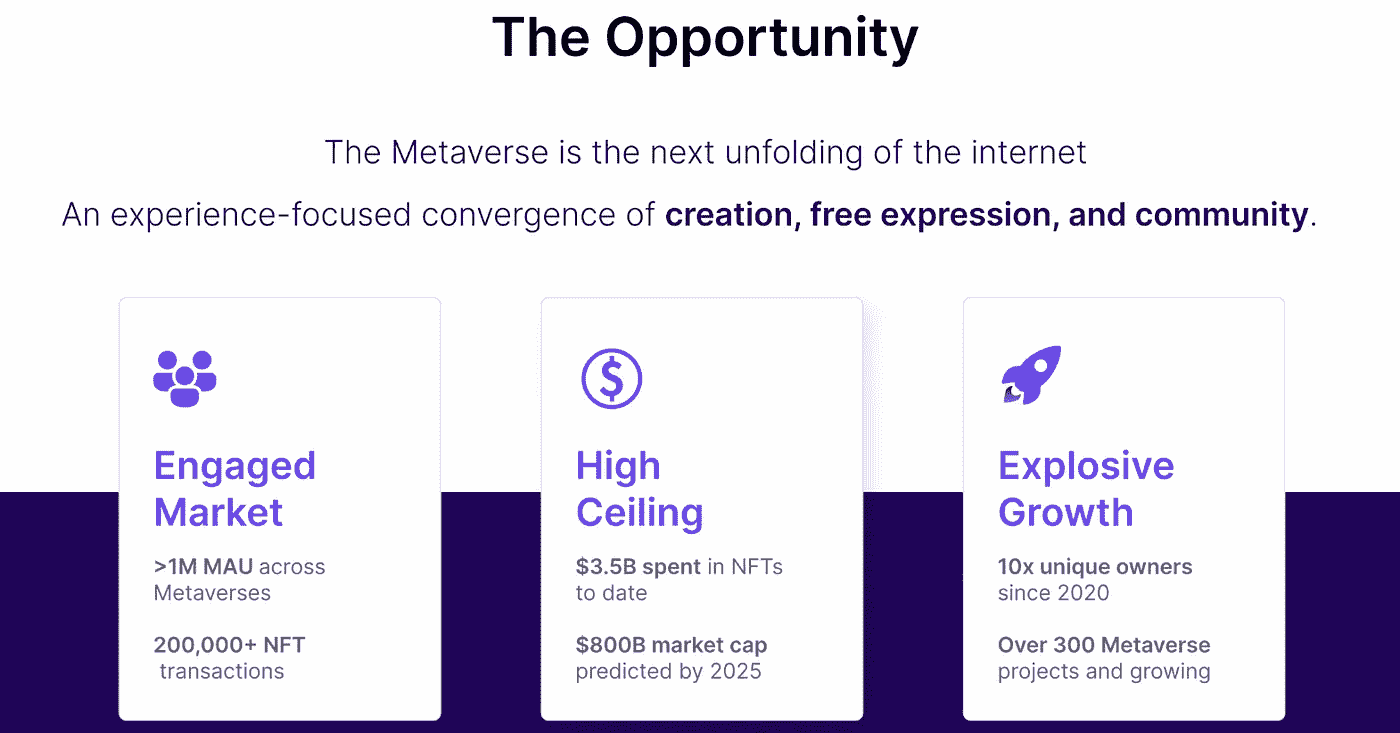 The Opportunity
The Metaverse is the next unfolding of the internet
An experience-focused convergence of creation, free expression, and community.
Engaged
Market
>1M MAU across
Metaverses
200,000+ NFT
transactions
High
Ceiling
$3.5B spent in NFTs
to date
$800B market cap
predicted by 2025
Explosive
Growth
10x unique owners
since 2020
Over 300 Metaverse
projects and growing